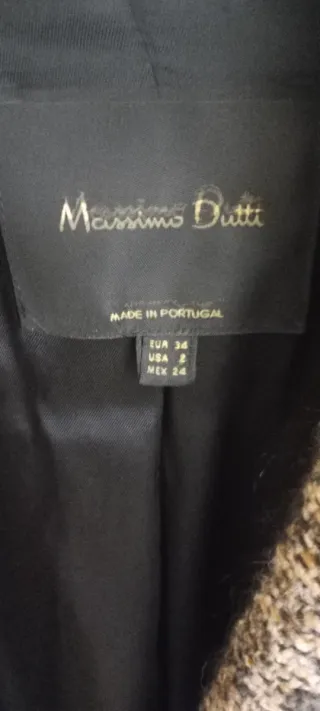 Massimo Dutti
MADE IN PORTUGAL
EUR 34
USA 2
MEX 24